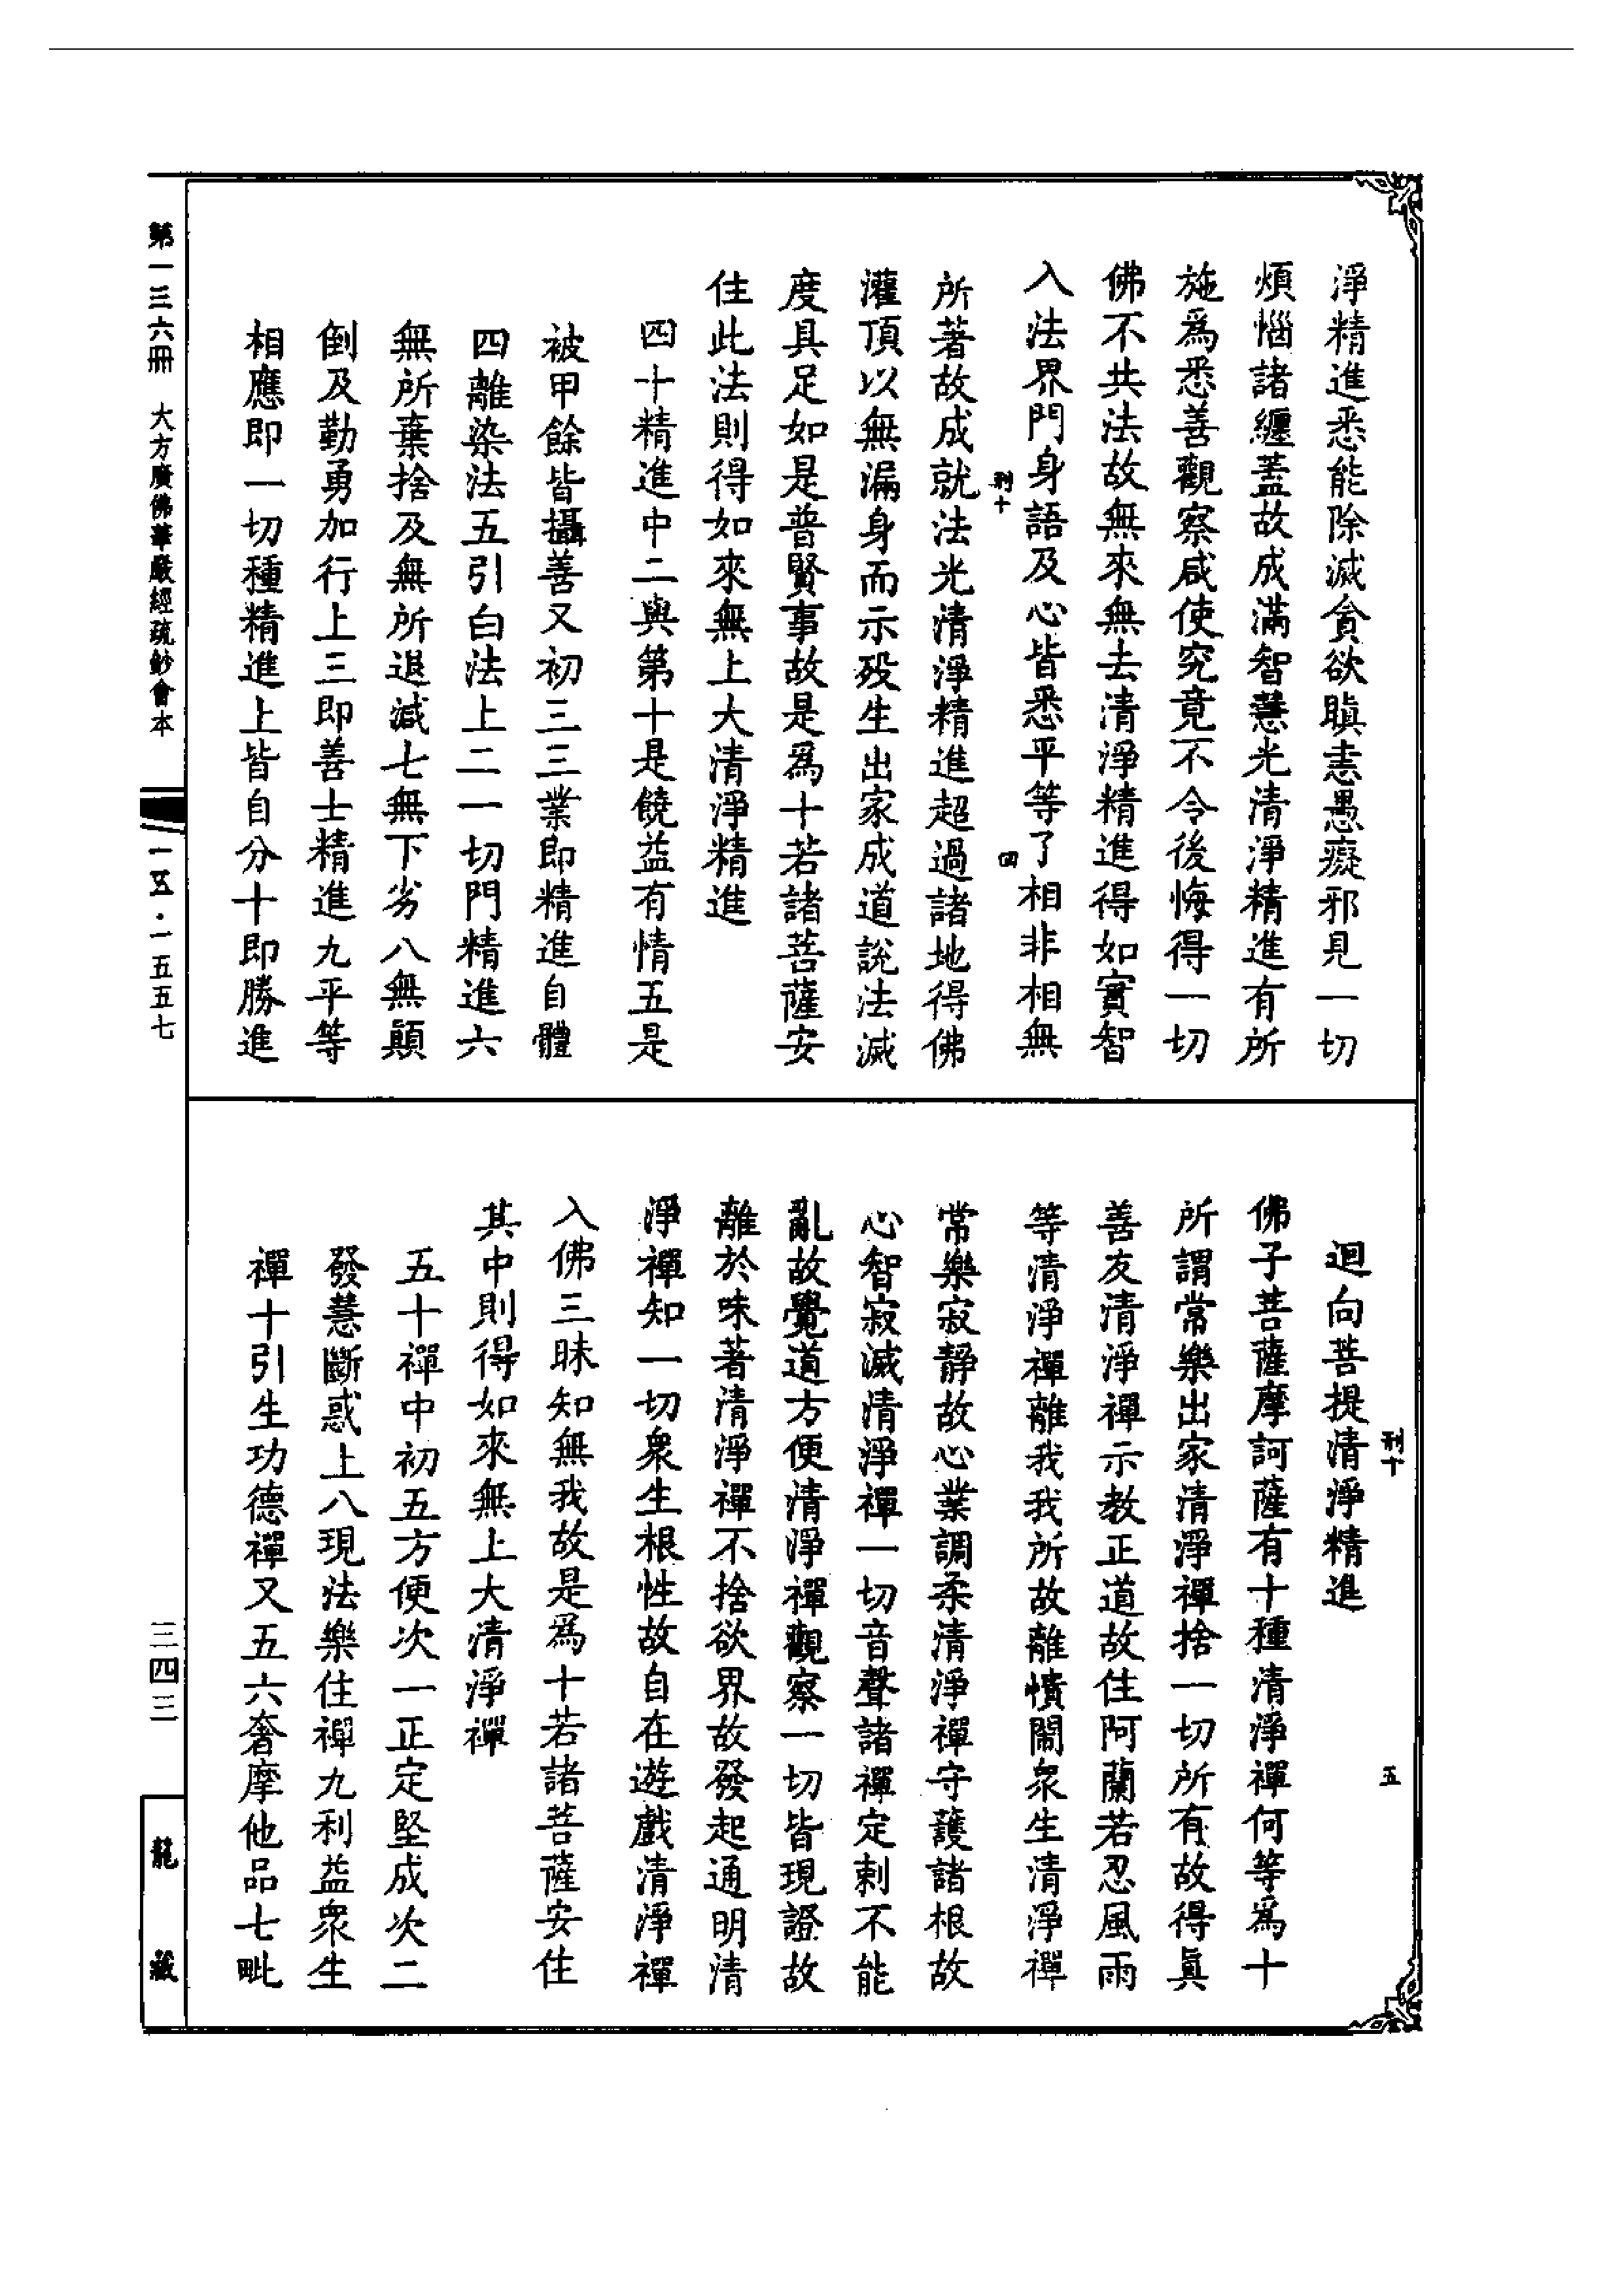 淨精進悉能除滅貪欲瞋恚愚癡邪見一切
煩惱諸纏蓋故成滿智慧光清淨精進有所
施爲悉善觀察咸使究竟不令後悔得一切
佛不共法故無來無去清淨精進得如實智
入法界門身語及心皆悉平等了相非相無
刑十
四
所著故成就法光清淨精進超過諸地得佛
灌頂以無漏身而示殁生出家成道說法滅
度具足如是普賢事故是爲十若諸菩薩安
住此法則得如來無上大清淨精進
四十精進中二與第十是饒益有情五是
被甲餘皆攝善又初三三業即精進自體
四離染法五引白法上二一切門精進六
無所棄捨及無所退減七無下劣八無顚
倒及勤勇加行上三即善士精進九平等
相應即一切種精進上皆自分十即勝進
刑十
五
迴向菩提清淨精進
佛子菩薩摩訶薩有十種清淨禪何等爲十
所謂常樂出家清淨禪捨一切所有故得眞
善友清淨禪示教正道故住阿蘭若忍風雨
等清淨禪離我我所故離憒閙衆生清淨禪
常樂寂靜故心業調柔清淨禪守護諸根故
心智寂滅清淨禪一切音聲諸禪定刺不能
亂故覺道方便清淨禪觀察一切皆現證故
離於味著清淨禪不捨欲界故發起通明清
淨禪知一切衆生根性故自在遊戲清淨禪
入佛三昧知無我故是爲十若諸菩薩安住
其中則得如來無上大清淨禪
五十禪中初五方便次一正定堅成次二
發慧斷惑上八現法樂住禪九利益衆生
禪十引生功德禪又五六奢摩他品七毗
第一三六冊 大方廣佛華嚴經疏鈔會本
一五五·一五五七
三四三
龍藏